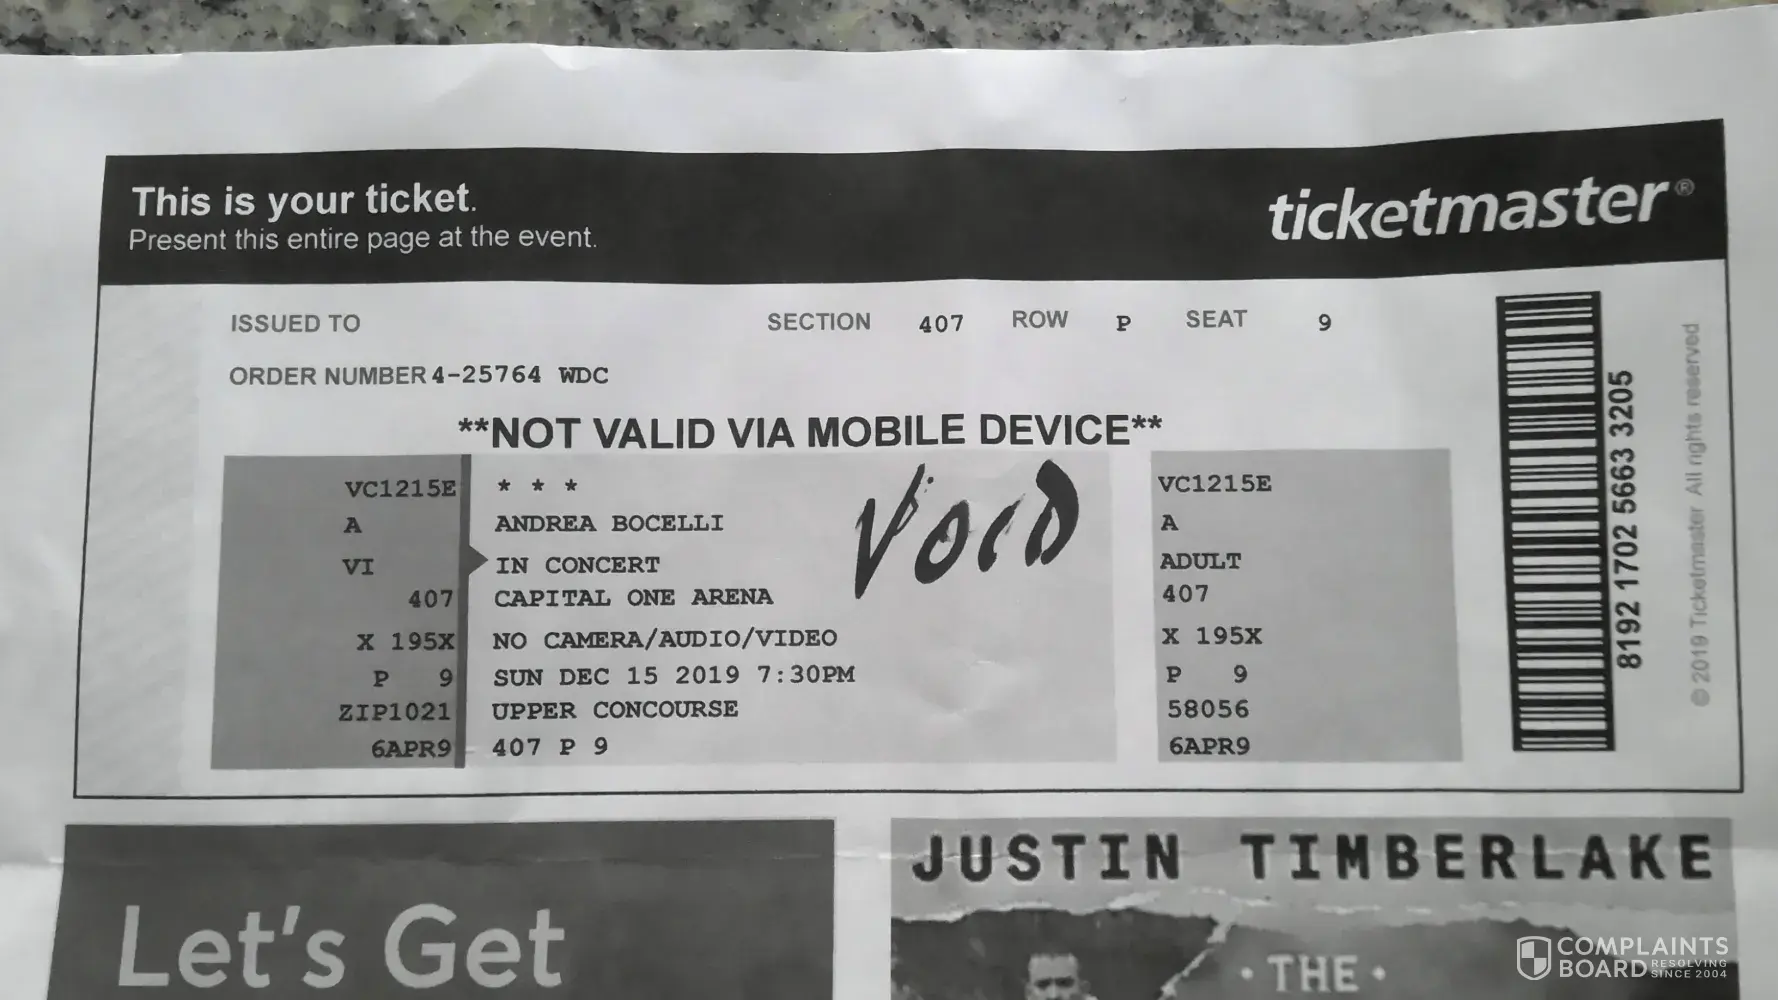 This is your ticket.
Present this entire page at the event.
ticketmaster®
ISSUED TO
SECTION 407 ROW P SEAT 9
ORDER NUMBER 4-25764 WDC
**NOT VALID VIA MOBILE DEVICE**
VC1215E
A
VI
407
X 195X
P 9
ZIP1021
6APR9
* * *
ANDREA BOCELLI
IN CONCERT
CAPITAL ONE ARENA
NO CAMERA/AUDIO/VIDEO
SUN DEC 15 2019 7:30PM
UPPER CONCOURSE
407 P 9
VOID
VC1215E
A
ADULT
407
X 195X
P 9
58056
6APR9
8192 1702 5663 3205
© 2019 Ticketmaster All rights reserved
Let's Get
JUSTIN TIMBERLAKE
• THE •
COMPLAINTS
BOARD RESOLVING
SINCE 2004